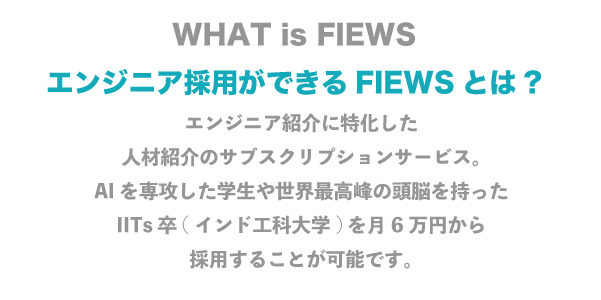 WHAT is FIEWS
エンジニア採用ができる FIEWS とは？
エンジニア紹介に特化した
人材紹介のサブスクリプションサービス。
AI を専攻した学生や世界最高峰の頭脳を持った
IITs 卒 ( インド工科大学 ) を月 6 万円から
採用することが可能です。